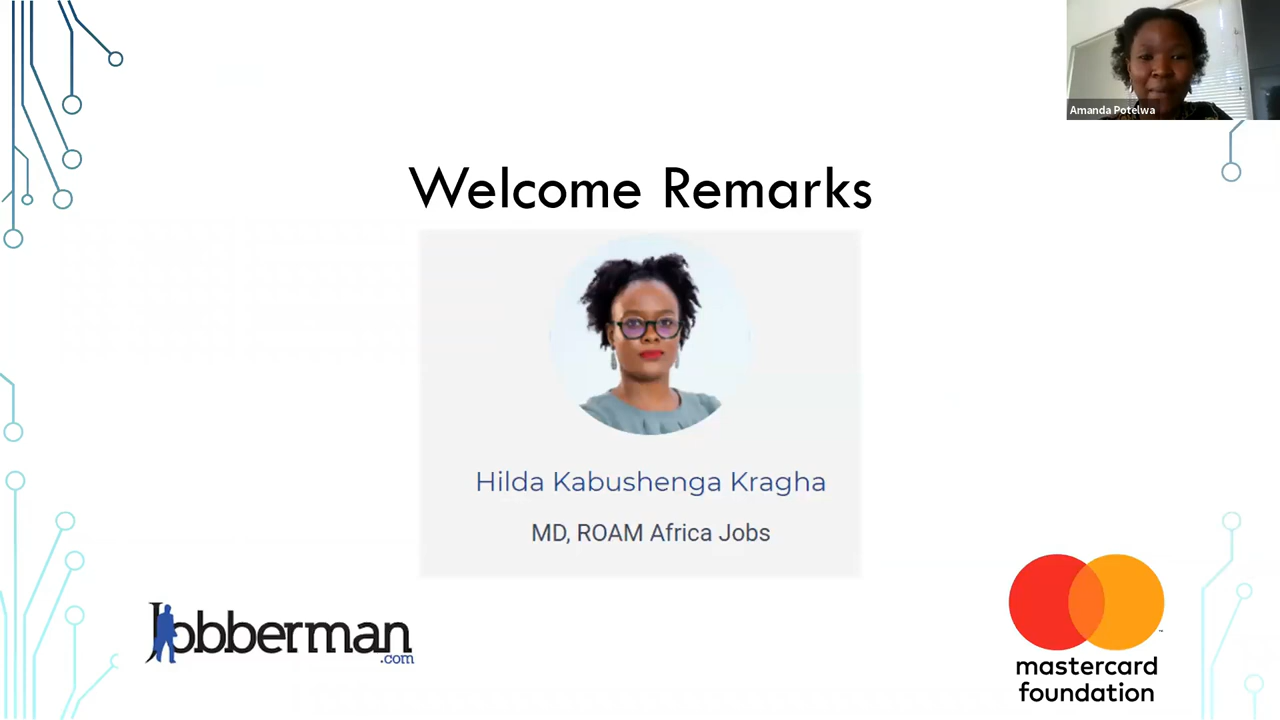 Amanda Potelwa
Welcome Remarks
Hilda Kabushenga Kragha
MD, ROAM Africa Jobs
Jobberman
.com
mastercard
foundation